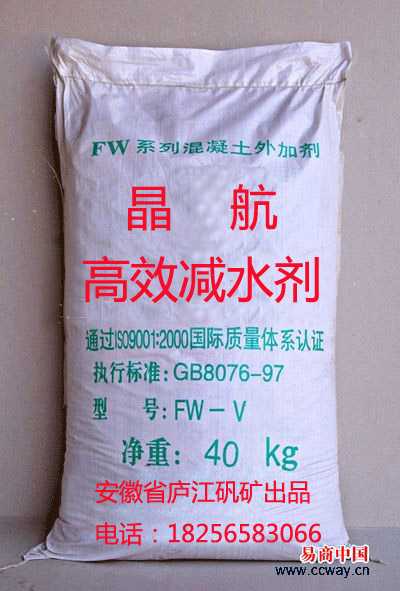 FW 系列混凝土外加剂
晶 航
高效减水剂
通过ISO9001:2000国际质量体系认证
执行标准:GB8076-97
型 号:FW-V
净重: 40 kg
安徽省庐江矾矿出品
电话:18256583066
易商中国
www.ccway.cn